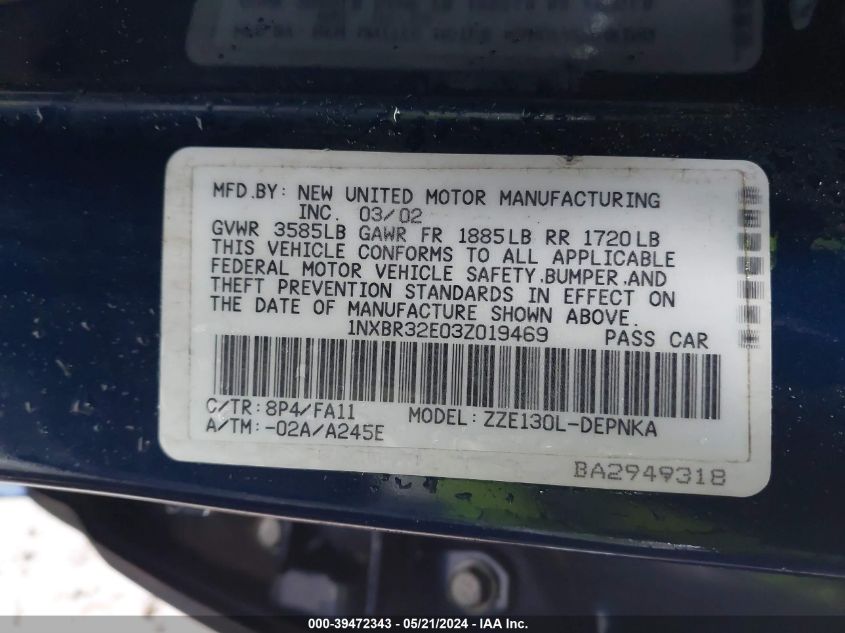 MFD.BY: NEW UNITED MOTOR MANUFACTURING
INC. 03/02
GVWR 3585LB GAWR FR 1885LB RR 1720LB
THIS VEHICLE CONFORMS TO ALL APPLICABLE
FEDERAL MOTOR VEHICLE SAFETY,BUMPER,AND
THEFT PREVENTION STANDARDS IN EFFECT ON
THE DATE OF MANUFACTURE SHOWN ABOVE.
1NXBR32E03Z019469 PASS CAR
C/TR:8P4/FA11 MODEL:ZZE130L-DEPNKA
A/TM:-02A/A245E
BA2949318
000-39472343 / 05/21/2024 - IAA Inc.